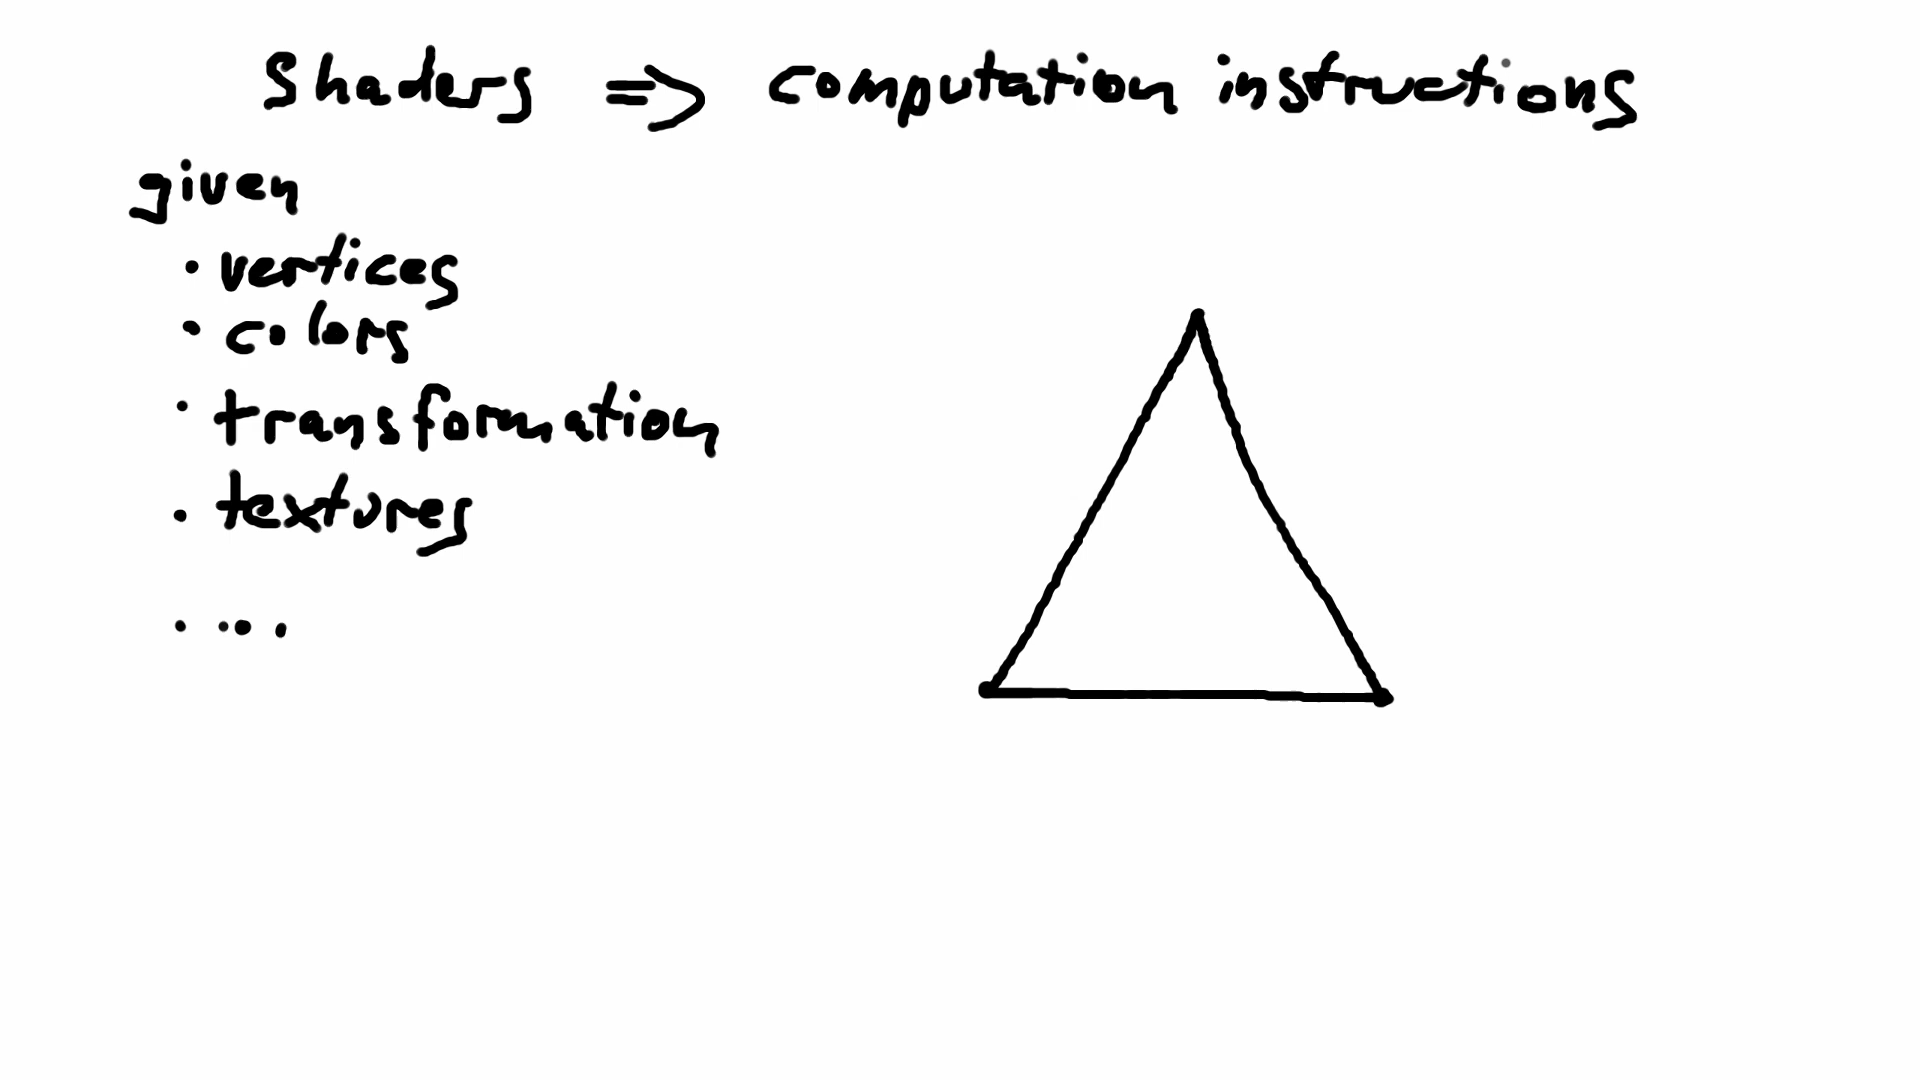 Shaders => computation instructions
given
· vertices
· colors
· transformation
· textures
· ...